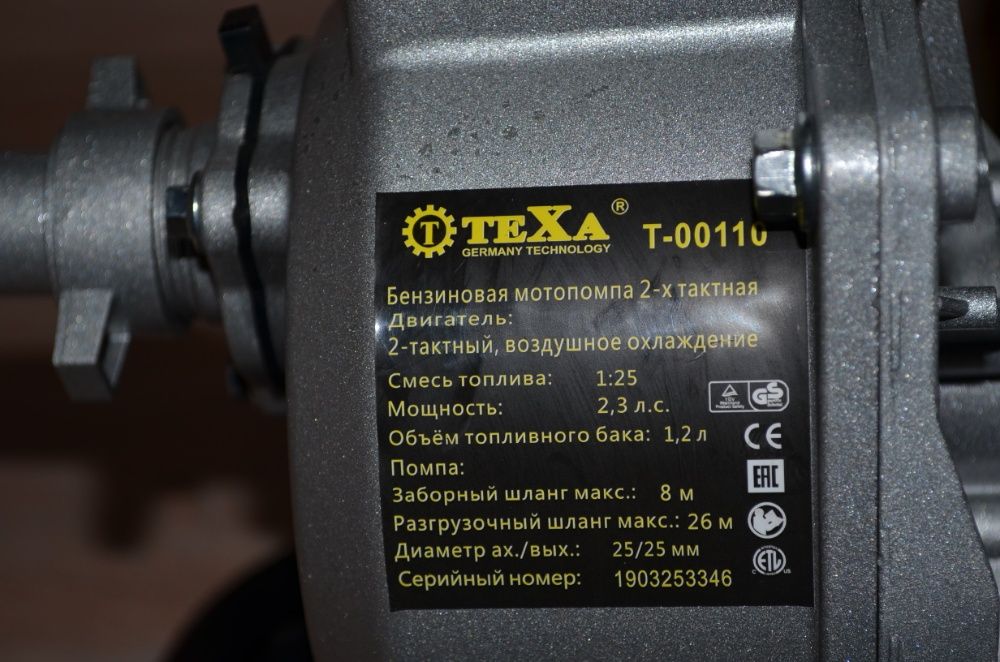 TEXA®
GERMANY TECHNOLOGY
T-00110
Бензиновая мотопомпа 2-х тактная
Двигатель:
2-тактный, воздушное охлаждение
Смесь топлива: 1:25
Мощность: 2,3 л.с.
Объём топливного бака: 1,2 л
Помпа:
Заборный шланг макс.: 8 м
Разгрузочный шланг макс.: 26 м
Диаметр ах./вых.: 25/25 мм
Серийный номер: 1903253346
GS
CE
EAC
ETL